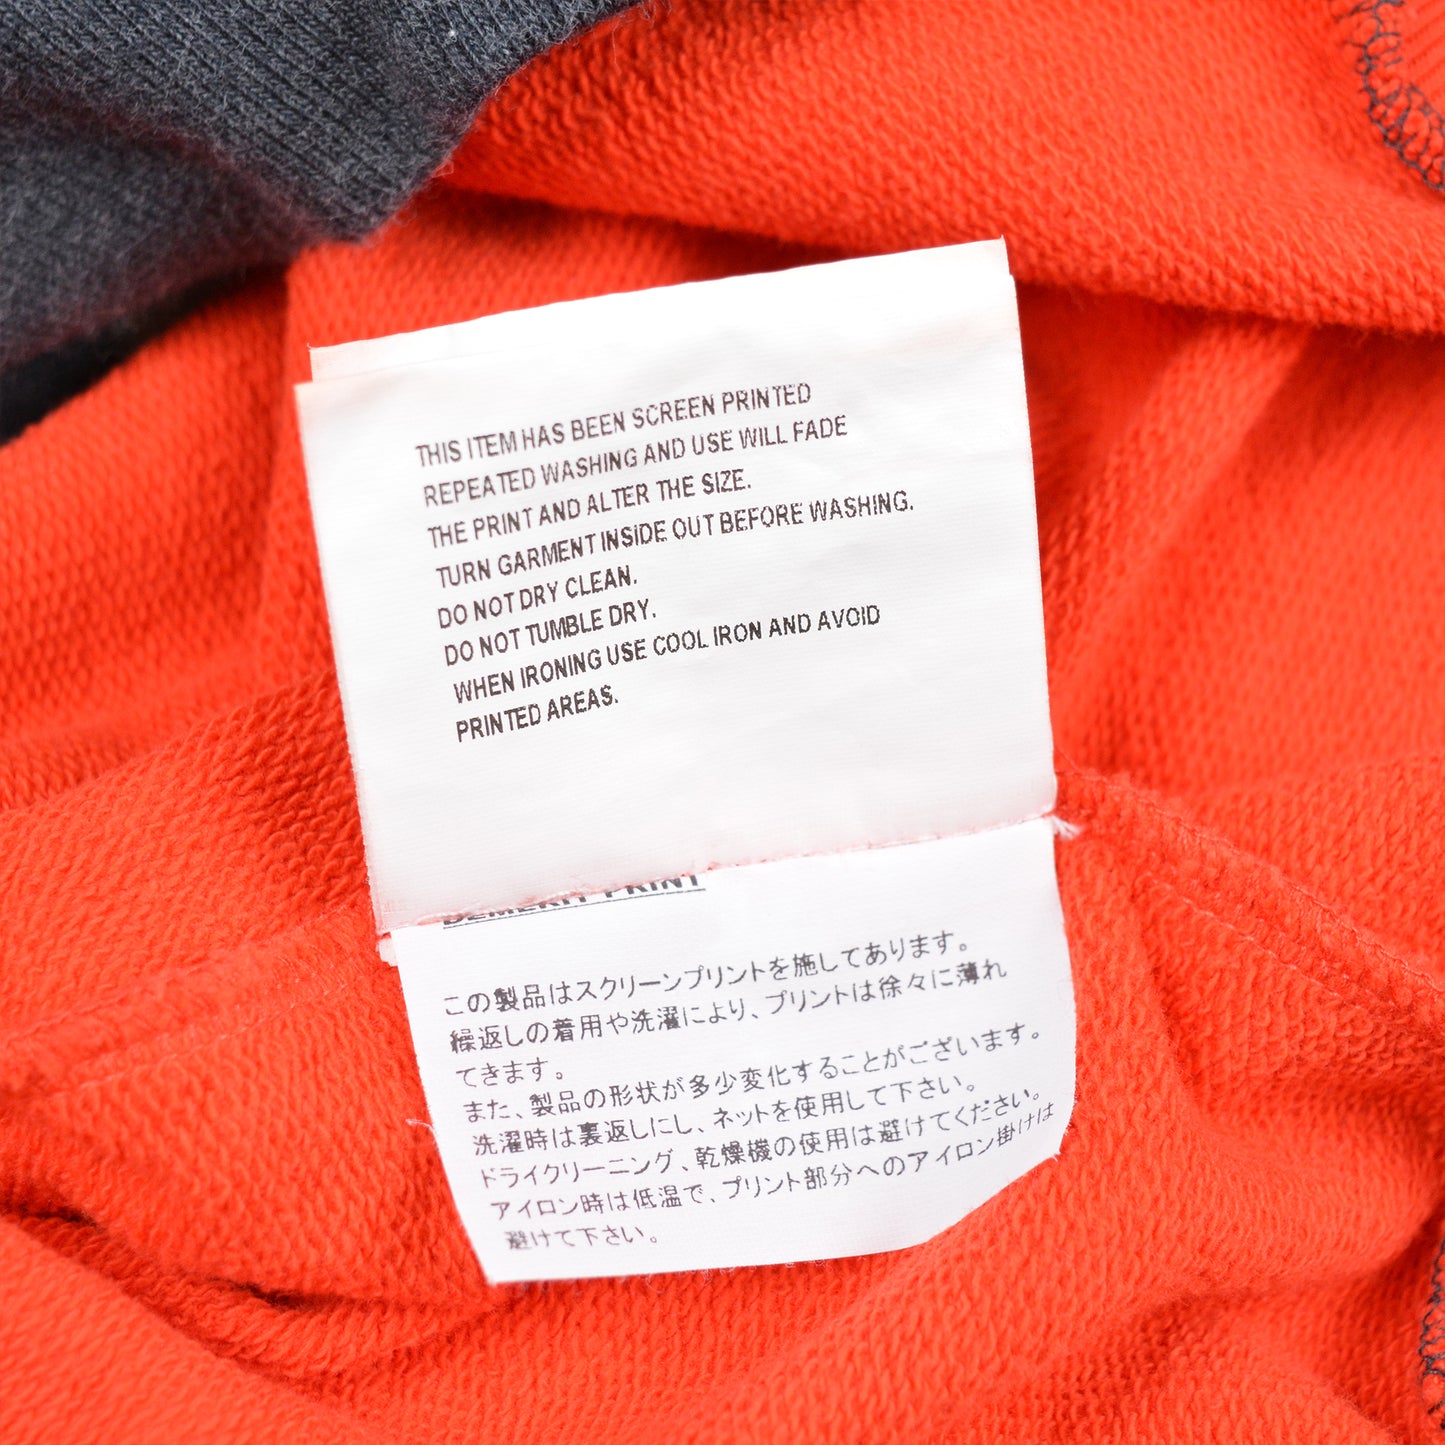 THIS ITEM HAS BEEN SCREEN PRINTED
REPEATED WASHING AND USE WILL FADE
THE PRINT AND ALTER THE SIZE.
TURN GARMENT INSIDE OUT BEFORE WASHING.
DO NOT DRY CLEAN.
DO NOT TUMBLE DRY.
WHEN IRONING USE COOL IRON AND AVOID
PRINTED AREAS.
DEMERIT PRINT
この製品はスクリーンプリントを施してあります。
繰返しの着用や洗濯により、プリントは徐々に薄れ
てきます。
また、製品の形状が多少変化することがございます。
洗濯時は裏返しにし、ネットを使用して下さい。
ドライクリーニング、乾燥機の使用は避けてください。
アイロン時は低温で、プリント部分へのアイロン掛けは
避けて下さい。